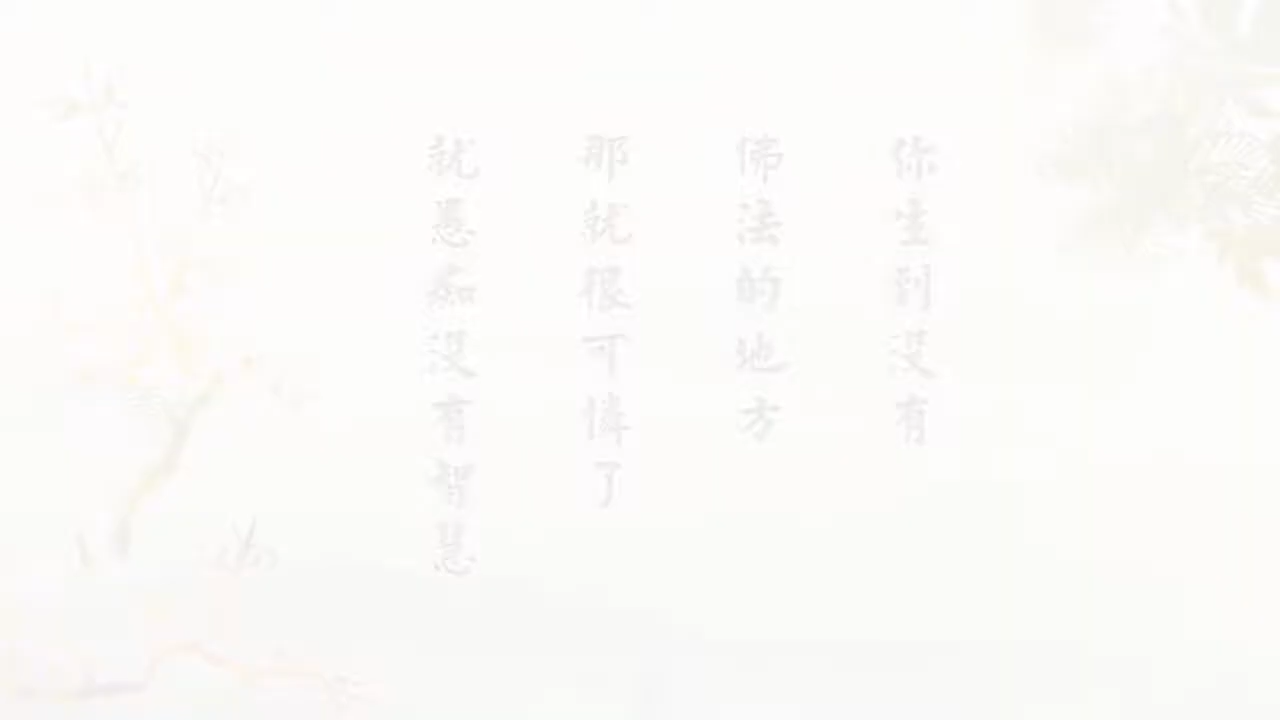 你生到没有
佛法的地方
那就很可憐了
就愚痴没有智慧